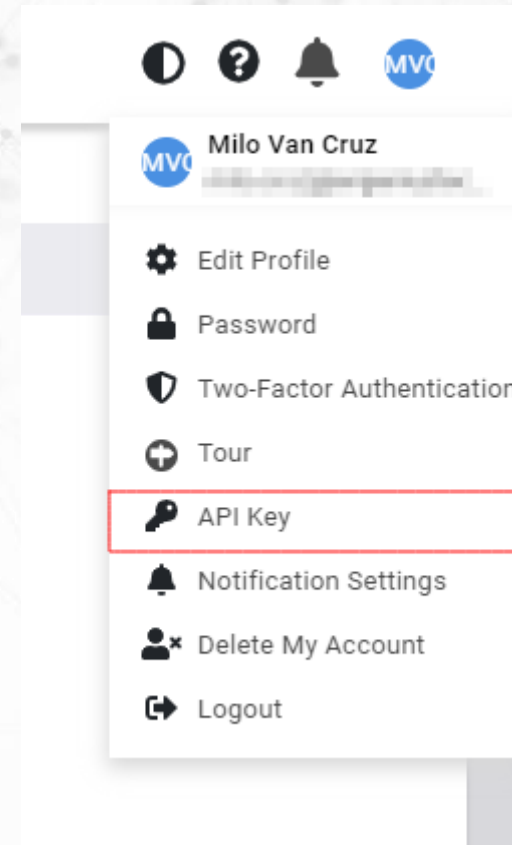 MVC
MVC
Milo Van Cruz
Edit Profile
Password
Two-Factor Authentication
Tour
API Key
Notification Settings
Delete My Account
Logout